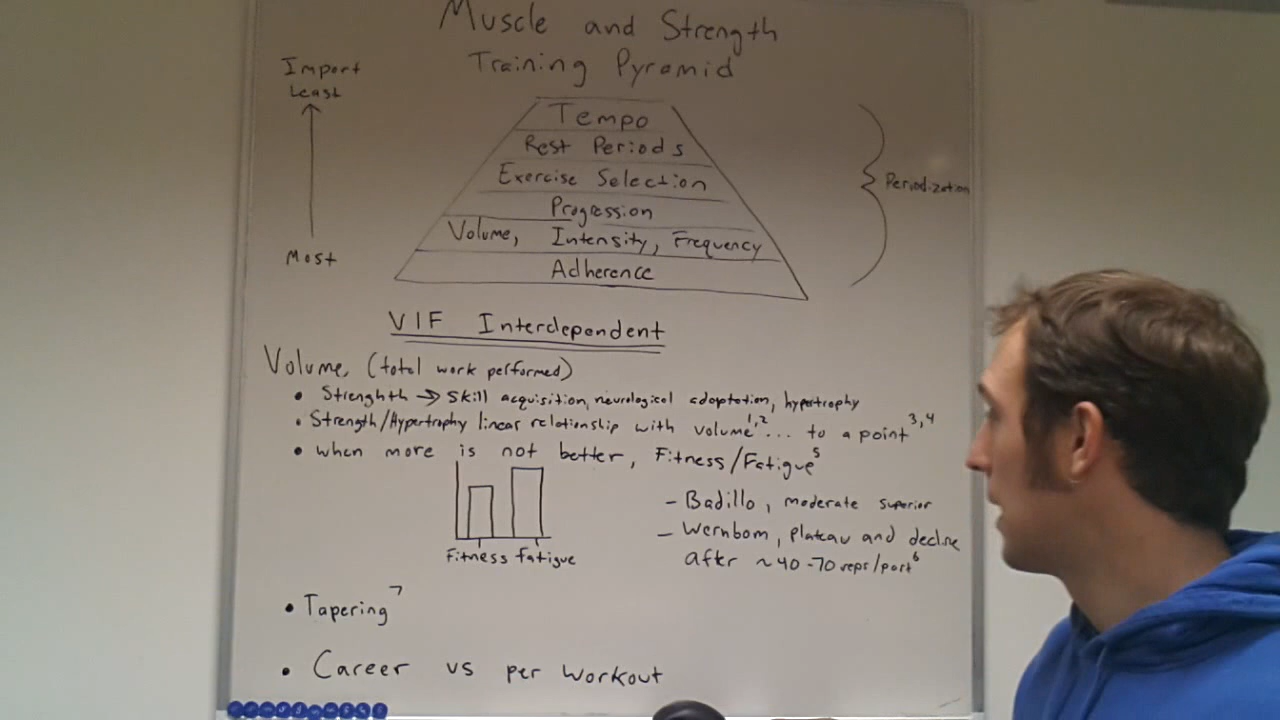 Muscle and Strength
Training Pyramid
Import
Least
Most
Tempo
Rest Periods
Exercise Selection
Progression
Volume, Intensity, Frequency
Adherence
Periodization
VIF Interdependent
Volume, (total work performed)
• Strenghth → Skill acquisition, neurological adaptation, hypertrophy
• Strength/Hypertrophy linear relationship with volume 1,2 ... to a point 3,4
• when more is not better, Fitness/Fatigue 5
Fitness fatigue
- Badillo, moderate superior
- Wernbom, Plateau and decline
after ~40-70 reps/part 6
• Tapering 7
• Career vs per workout